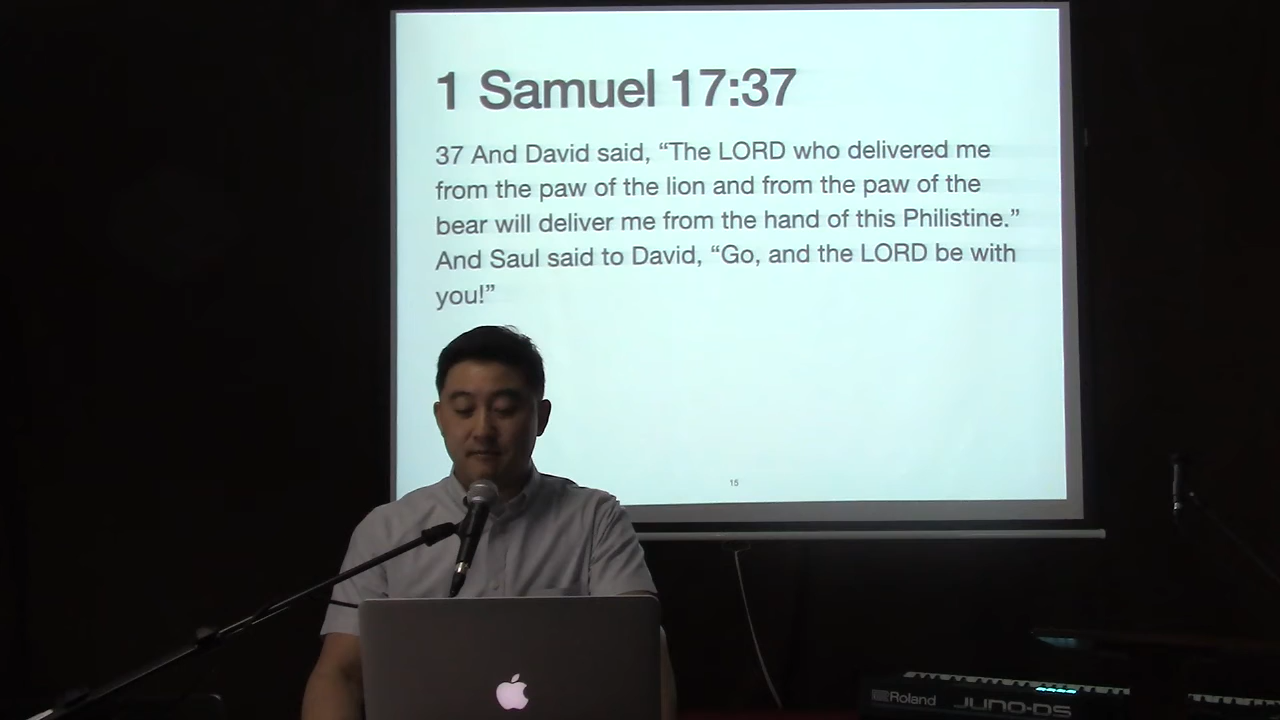 1 Samuel 17:37
37 And David said, “The LORD who delivered me
from the paw of the lion and from the paw of the
bear will deliver me from the hand of this Philistine.”
And Saul said to David, “Go, and the LORD be with
you!”
15
Roland JUNO-DS